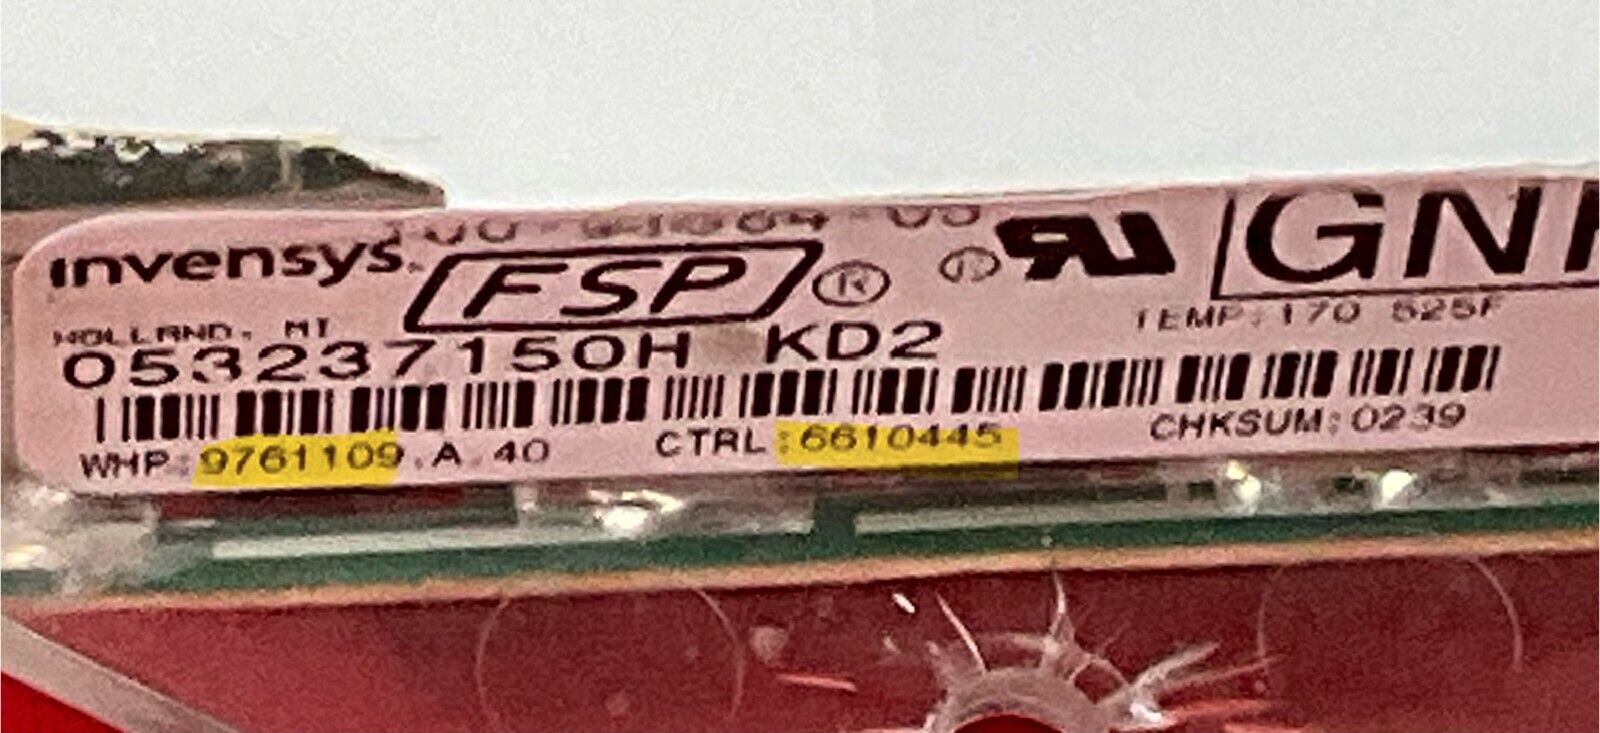 invensys
FSP ®
GN
HOLLAND, MI
TEMP:170 525F
053237150H KD2
WHP:9761109.A.40 CTRL:6610445 CHKSUM:0239